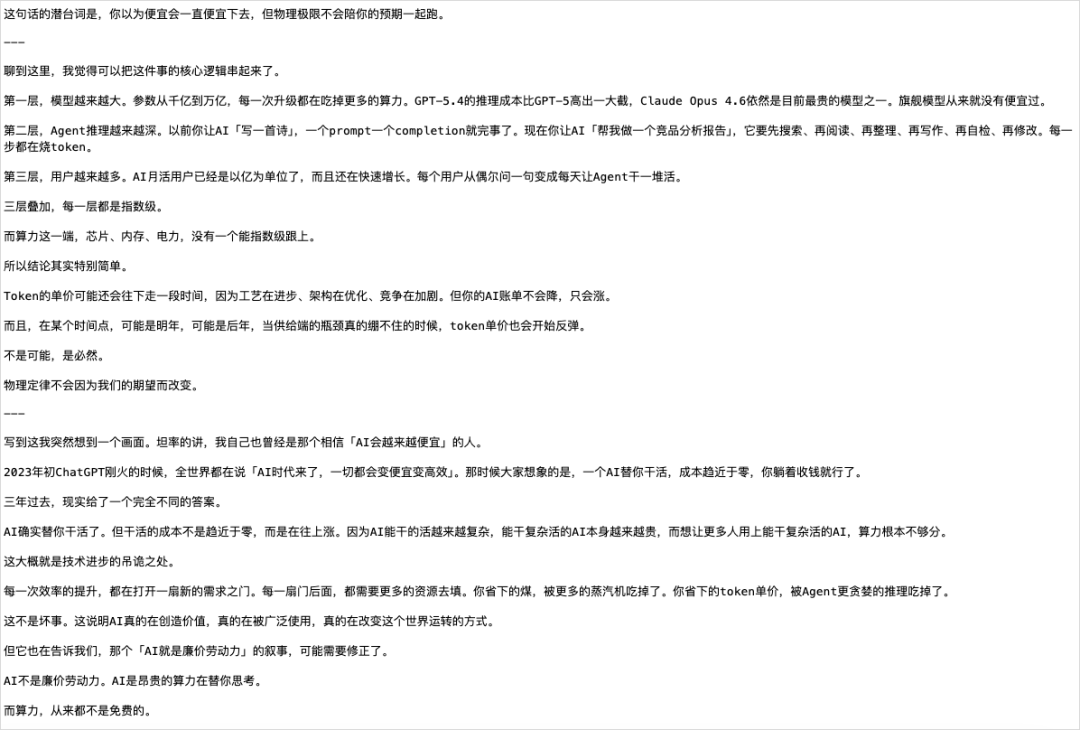 这句话的潜台词是，你以为便宜会一直便宜下去，但物理极限不会陪你的预期一起跑。
---
聊到这里，我觉得可以把这件事的核心逻辑串起来了。
第一层，模型越来越大。参数从千亿到万亿，每一次升级都在吃掉更多的算力。GPT-5.4的推理成本比GPT-5高出一大截，Claude Opus 4.6依然是目前最贵的模型之一。旗舰模型从来就没有便宜过。
第二层，Agent推理越来越深。以前你让AI「写一首诗」，一个prompt一个completion就完事了。现在你让AI「帮我做一个竞品分析报告」，它要先搜索、再阅读、再整理、再写作、再自检、再修改。每一
步都在烧token。
第三层，用户越来越多。AI月活用户已经是以亿为单位了，而且还在快速增长。每个用户从偶尔问一句变成每天让Agent干一堆活。
三层叠加，每一层都是指数级。
而算力这一端，芯片、内存、电力，没有一个能指数级跟上。
所以结论其实特别简单。
Token的单价可能还会往下走一段时间，因为工艺在进步、架构在优化、竞争在加剧。但你的AI账单不会降，只会涨。
而且，在某个时间点，可能是明年，可能是后年，当供给端的瓶颈真的绷不住的时候，token单价也会开始反弹。
不是可能，是必然。
物理定律不会因为我们的期望而改变。
---
写到这我突然想到一个画面。坦率的讲，我自己也曾经是那个相信「AI会越来越便宜」的人。
2023年初ChatGPT刚火的时候，全世界都在说「AI时代来了，一切都会变便宜变高效」。那时候大家想象的是，一个AI替你干活，成本趋近于零，你躺着收钱就行了。
三年过去，现实给了一个完全不同的答案。
AI确实替你干活了。但干活的成本不是趋近于零，而是在往上涨。因为AI能干的活越来越复杂，能干复杂活的AI本身越来越贵，而想让更多人用上能干复杂活的AI，算力根本不够分。
这大概就是技术进步的吊诡之处。
每一次效率的提升，都在打开一扇新的需求之门。每一扇门后面，都需要更多的资源去填。你省下的煤，被更多的蒸汽机吃掉了。你省下的token单价，被Agent更贪婪的推理吃掉了。
这不是坏事。这说明AI真的在创造价值，真的在被广泛使用，真的在改变这个世界运转的方式。
但它也在告诉我们，那个「AI就是廉价劳动力」的叙事，可能需要修正了。
AI不是廉价劳动力。AI是昂贵的算力在替你思考。
而算力，从来都不是免费的。